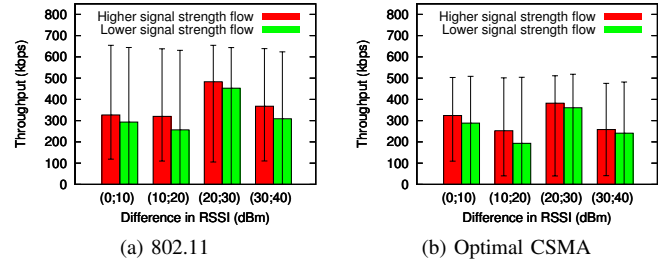 Higher signal strength flow
Lower signal strength flow
Throughput (kbps)
800
700
600
500
400
300
200
100
0
(0;10) (10;20) (20;30) (30;40)
Difference in RSSI (dBm)
(a) 802.11
Higher signal strength flow
Lower signal strength flow
Throughput (kbps)
800
700
600
500
400
300
200
100
0
(0;10) (10;20) (20;30) (30;40)
Difference in RSSI (dBm)
(b) Optimal CSMA